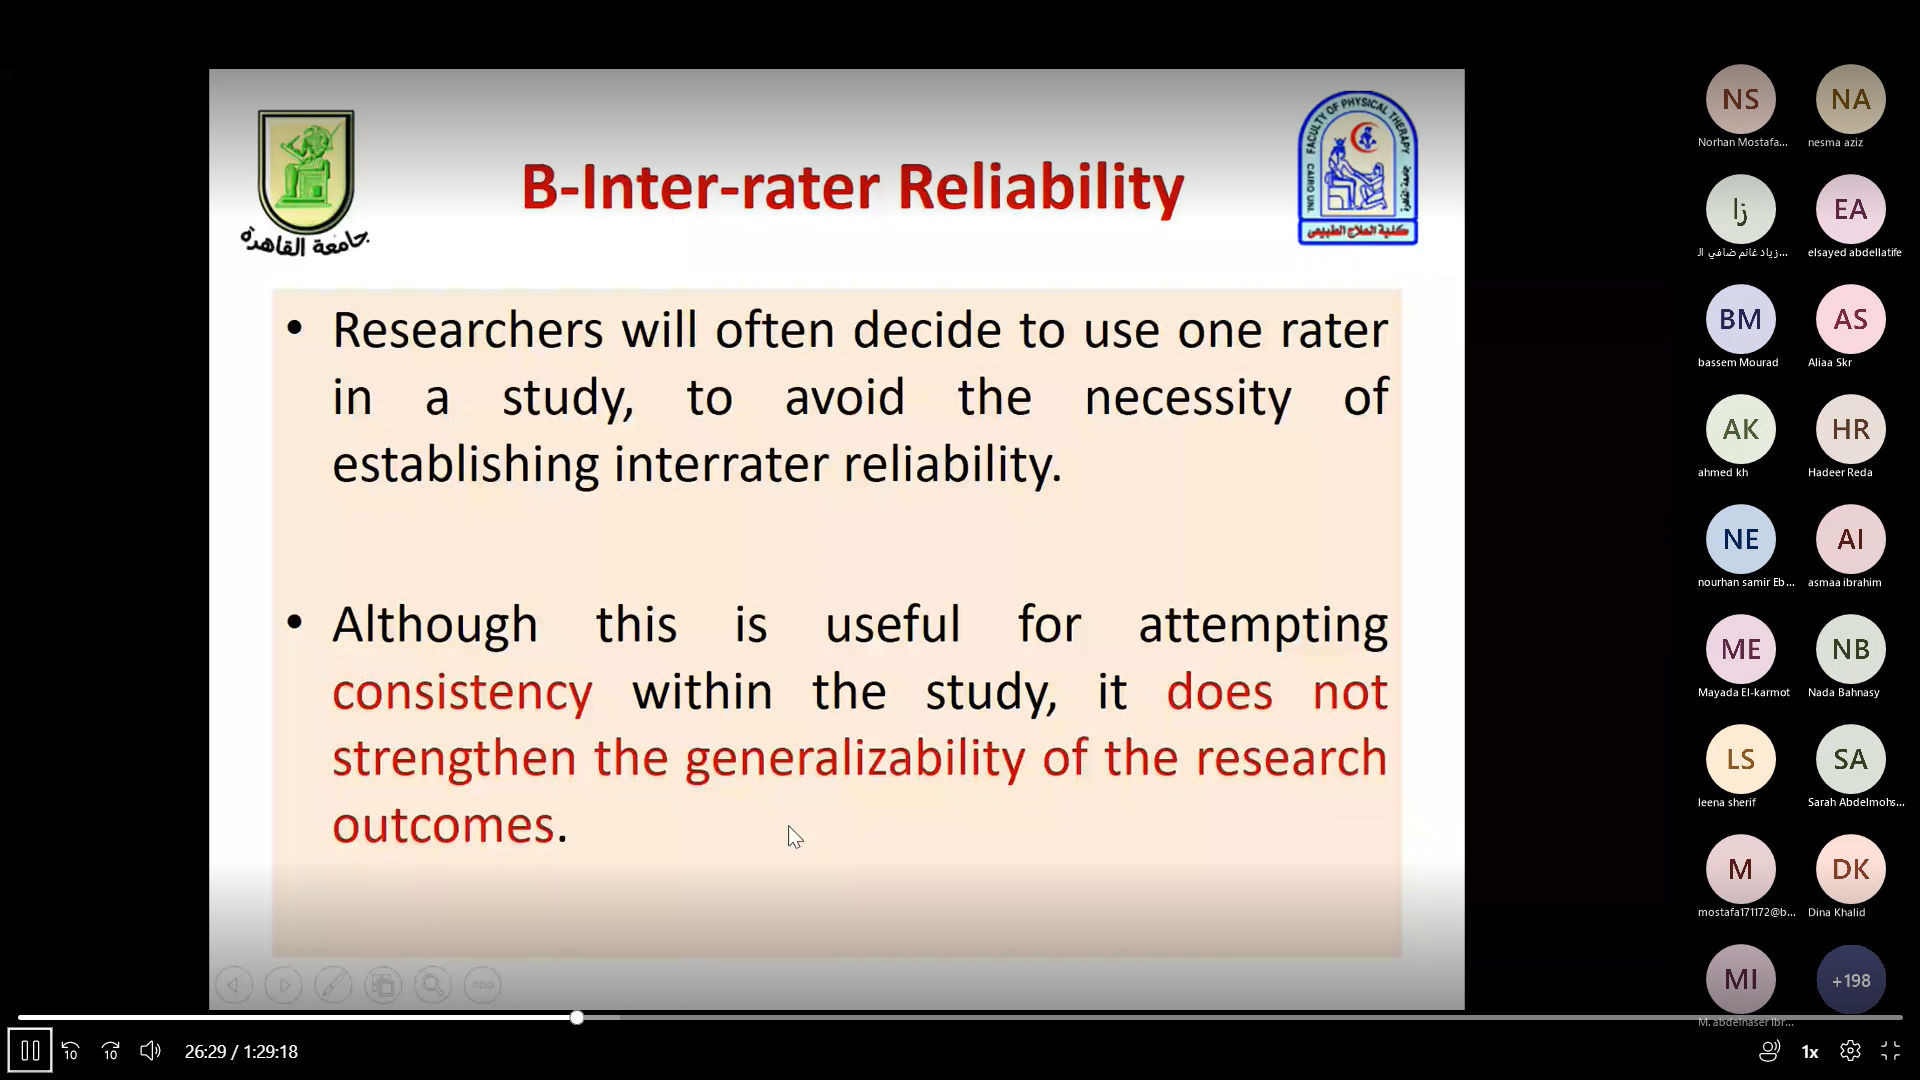 B-Inter-rater Reliability
جامعة القاهرة
FACULTY OF PHYSICAL THERAPY
CAIRO UNI.
كلية العلاج الطبيعى
• Researchers will often decide to use one rater
in a study, to avoid the necessity of
establishing interrater reliability.
• Although this is useful for attempting
consistency within the study, it does not
strengthen the generalizability of the research
outcomes.
NS
NA
Norhan Mostafa...
nesma aziz
زا
EA
زياد غانم ضافي ال...
elsayed abdellatife
BM
AS
bassem Mourad
Aliaa Skr
AK
HR
ahmed kh
Hadeer Reda
NE
AI
nourhan samir Eb...
asmaa ibrahim
ME
NB
Mayada El-karmot
Nada Bahnasy
LS
SA
leena sherif
Sarah Abdelmohs...
M
DK
mostafa171172@b...
Dina Khalid
MI
+198
M. abdelnaser Ibr...
10
10
26:29 / 1:29:18
1x